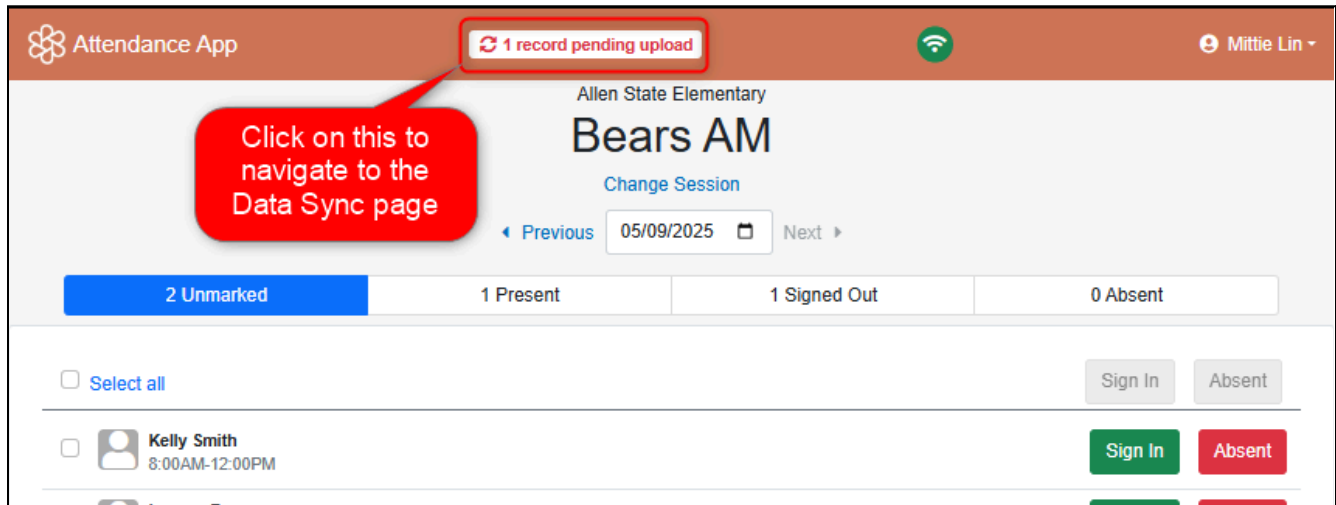 Attendance App
1 record pending upload
Mittie Lin
Click on this to
navigate to the
Data Sync page
Allen State Elementary
Bears AM
Change Session
Previous 05/09/2025 Next
2 Unmarked 1 Present 1 Signed Out 0 Absent
Select all Sign In Absent
Kelly Smith
8:00AM-12:00PM
Sign In Absent